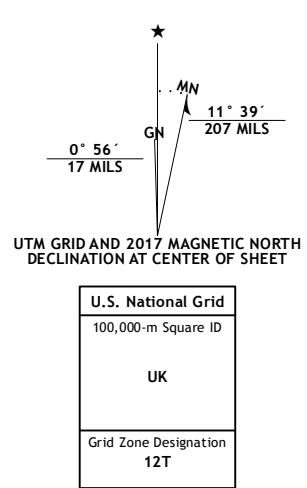 ★
MN
GN
11° 39´
207 MILS
0° 56´
17 MILS
UTM GRID AND 2017 MAGNETIC NORTH
DECLINATION AT CENTER OF SHEET
U.S. National Grid
100,000-m Square ID
UK
Grid Zone Designation
12T